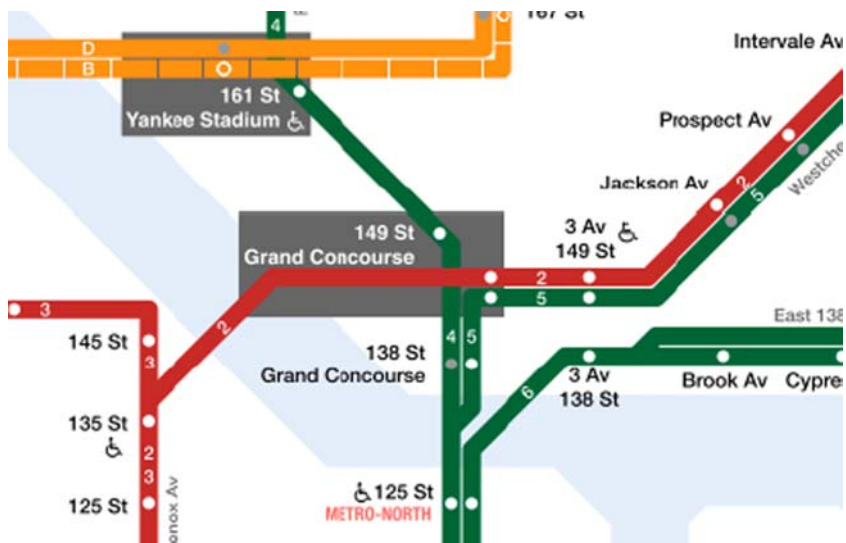 4
167 St
D
B
161 St
Yankee Stadium
Intervale Av
Prospect Av
Jackson Av
2
5
149 St
Grand Concourse
3 Av
149 St
2
5
3
2
145 St
3
4
5
138 St
Grand Concourse
East 138
3 Av
138 St
Brook Av
6
135 St
2
3
125 St
125 St
METRO-NORTH